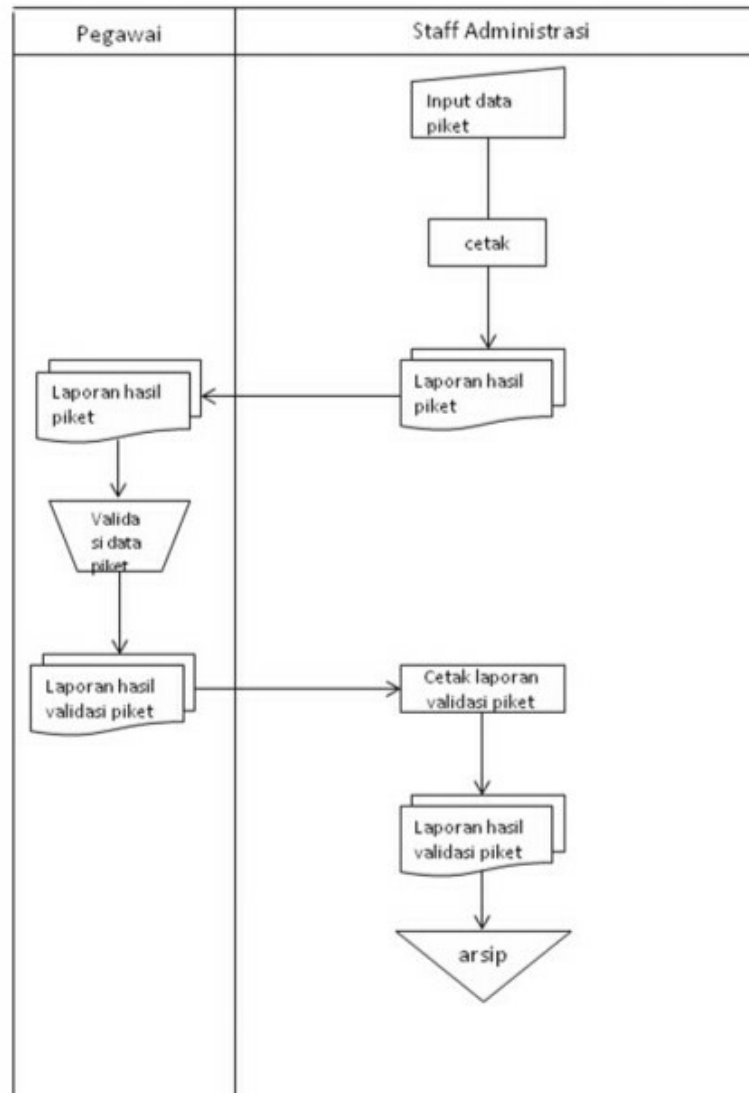 Pegawai
Staff Administrasi
Input data
piket
cetak
Laporan hasil
piket
Laporan hasil
piket
Valida
si data
piket
Laporan hasil
validasi piket
Cetak laporan
validasi piket
Laporan hasil
validasi piket
arsip